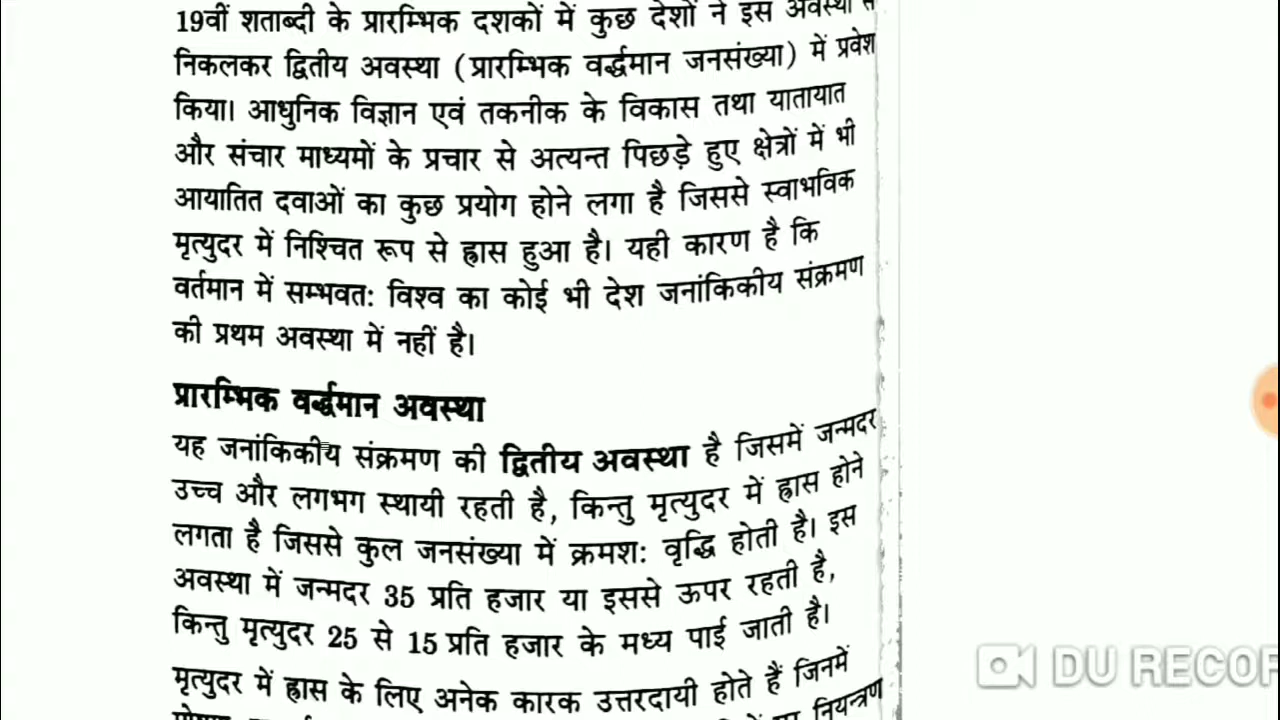 19वीं शताब्दी के प्रारम्भिक दशकों में कुछ देशों ने इस अवस्था से
निकलकर द्वितीय अवस्था (प्रारम्भिक वर्द्धमान जनसंख्या) में प्रवेश
किया। आधुनिक विज्ञान एवं तकनीक के विकास तथा यातायात
और संचार माध्यमों के प्रचार से अत्यन्त पिछड़े हुए क्षेत्रों में भी
आयातित दवाओं का कुछ प्रयोग होने लगा है जिससे स्वाभविक
मृत्युदर में निश्चित रूप से ह्रास हुआ है। यही कारण है कि
वर्तमान में सम्भवत: विश्व का कोई भी देश जनांकिकीय संक्रमण
की प्रथम अवस्था में नहीं है।
प्रारम्भिक वर्द्धमान अवस्था
यह जनांकिकीय संक्रमण की द्वितीय अवस्था है जिसमें जन्मदर
उच्च और लगभग स्थायी रहती है, किन्तु मृत्युदर में ह्रास होने
लगता है जिससे कुल जनसंख्या में क्रमश: वृद्धि होती है। इस
अवस्था में जन्मदर 35 प्रति हजार या इससे ऊपर रहती है,
किन्तु मृत्युदर 25 से 15 प्रति हजार के मध्य पाई जाती है।
मृत्युदर में ह्रास के लिए अनेक कारक उत्तरदायी होते हैं जिनमें
नियन्त्रण
DU RECOR